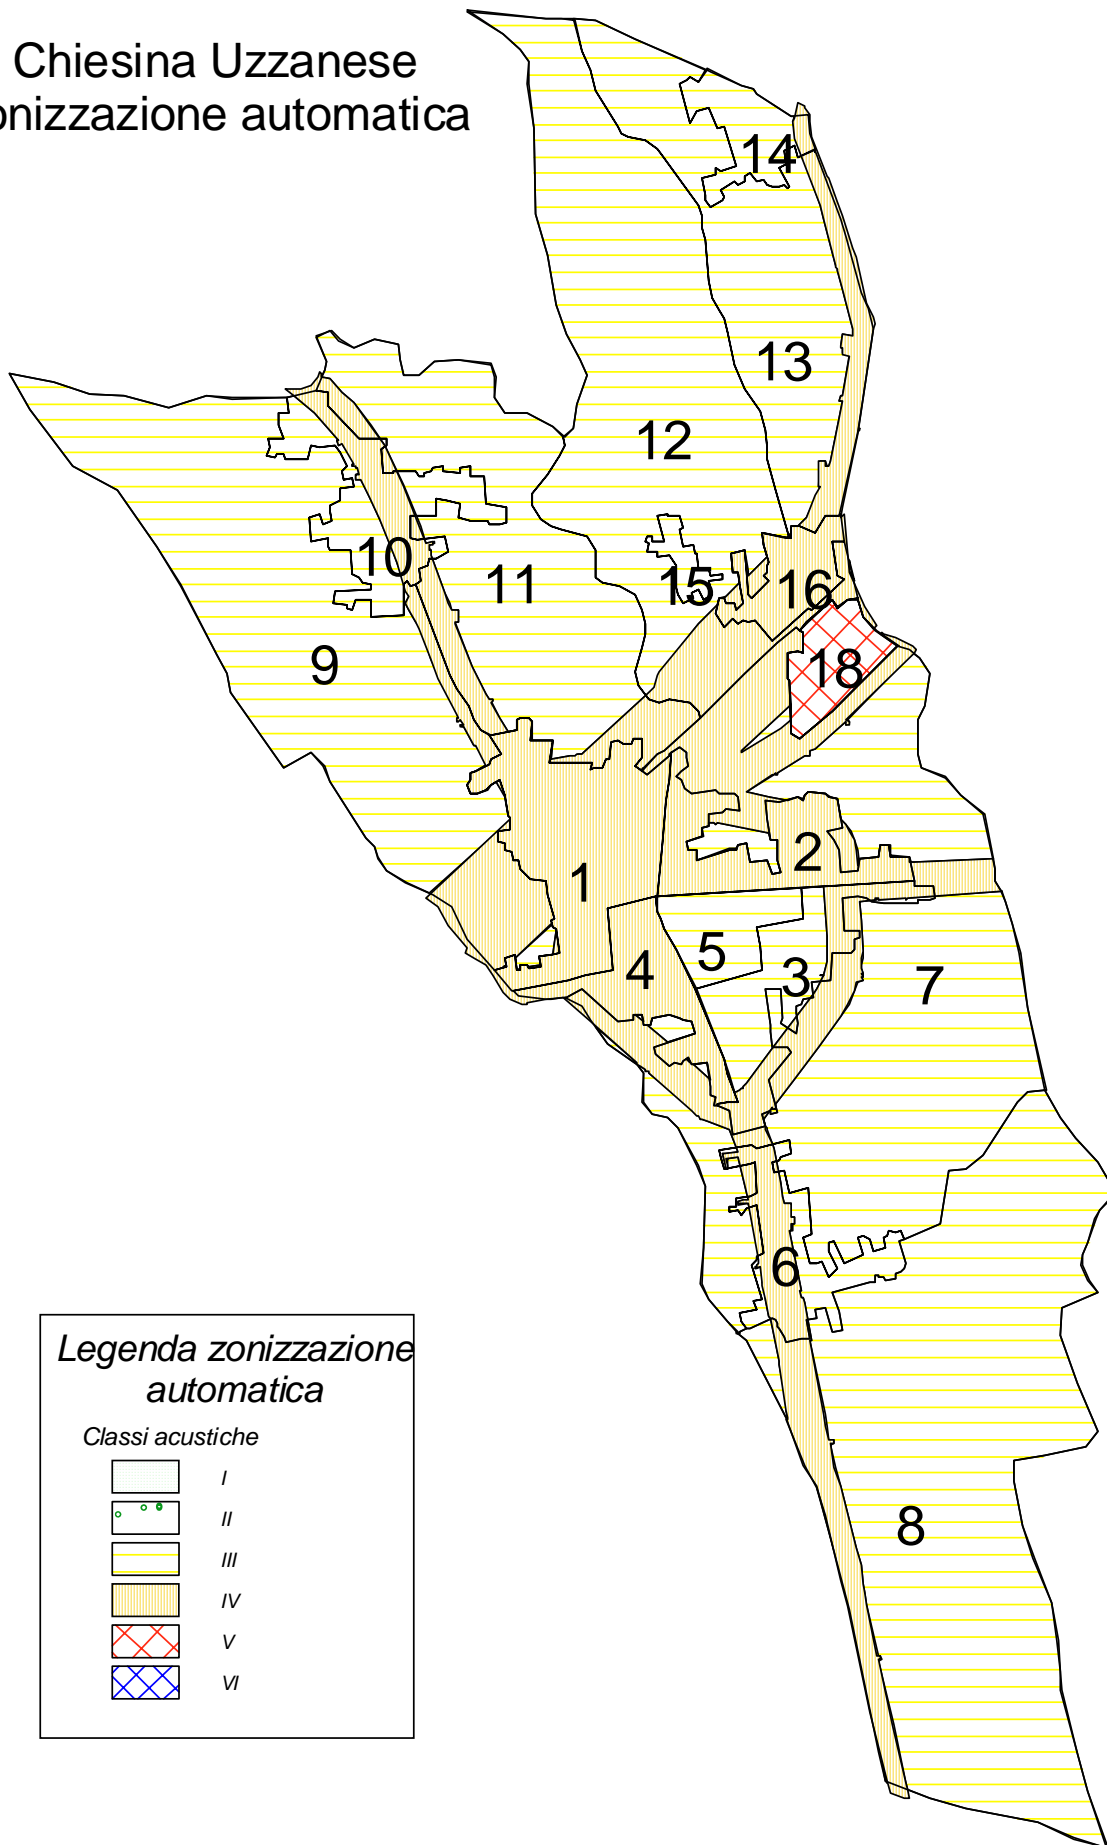 Chiesina Uzzanese
onizzazione automatica
14
13
12
10
11
15
16
9
18
2
1
5
4
3
7
6
8
Legenda zonizzazione
automatica
Classi acustiche
I
II
III
IV
V
VI